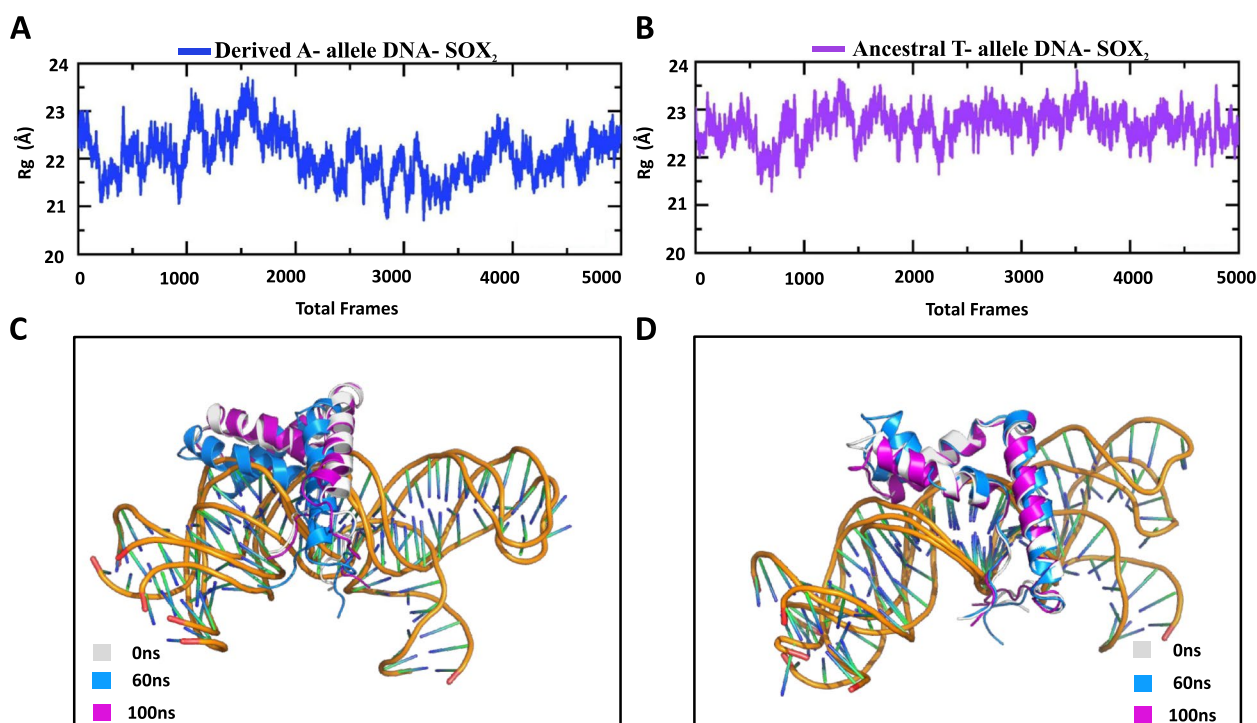 A
Derived A- allele DNA- SOX2
24
23
22
21
20
Rg (Å)
0 1000 2000 3000 4000 5000
Total Frames
B
Ancestral T- allele DNA- SOX2
24
23
22
21
20
Rg (Å)
0 1000 2000 3000 4000 5000
Total Frames
C
0ns
60ns
100ns
D
0ns
60ns
100ns